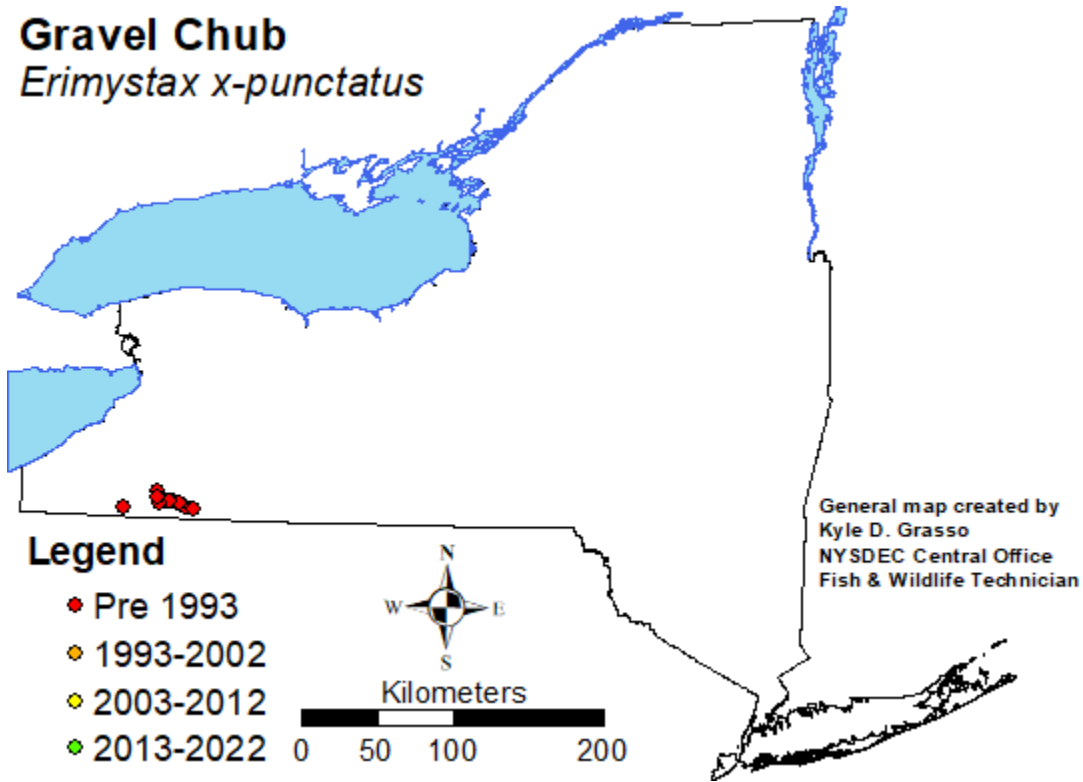 Gravel Chub
Erimystax x-punctatus
General map created by
Kyle D. Grasso
NYSDEC Central Office
Fish & Wildlife Technician
Legend
Pre 1993
1993-2002
2003-2012
2013-2022
N
W E
S
Kilometers
0 50 100 200